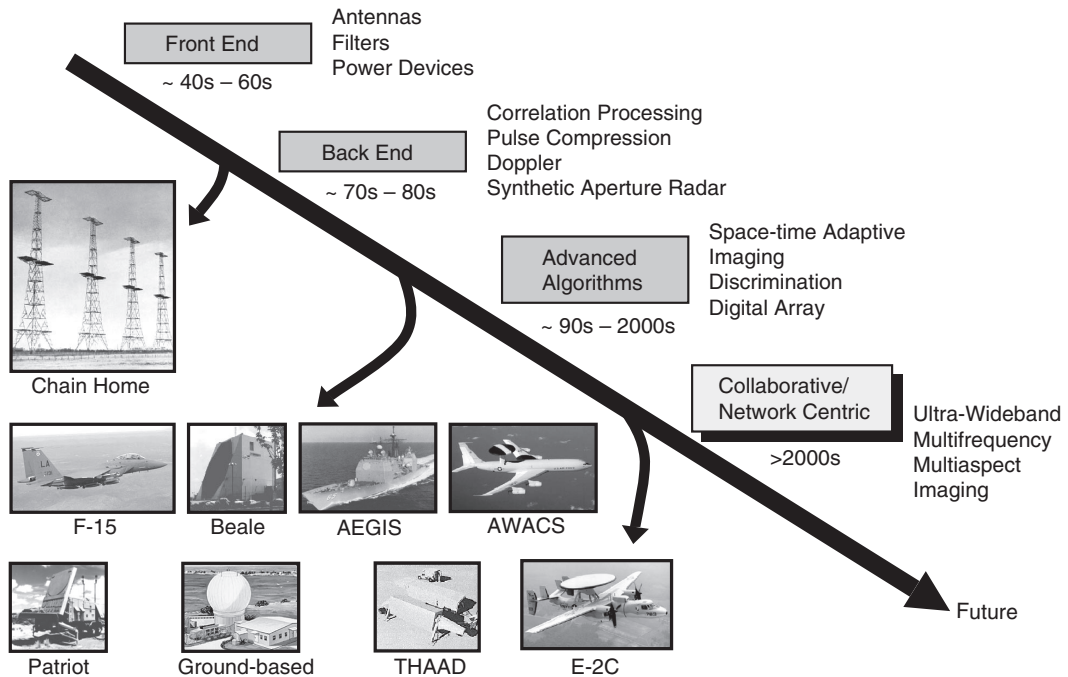 Front End
~ 40s – 60s
Antennas
Filters
Power Devices
Back End
~ 70s – 80s
Correlation Processing
Pulse Compression
Doppler
Synthetic Aperture Radar
Advanced
Algorithms
~ 90s – 2000s
Space-time Adaptive
Imaging
Discrimination
Digital Array
Collaborative/
Network Centric
>2000s
Ultra-Wideband
Multifrequency
Multiaspect
Imaging
Future
Chain Home
F-15
Beale
AEGIS
AWACS
Patriot
Ground-based
THAAD
E-2C
LA